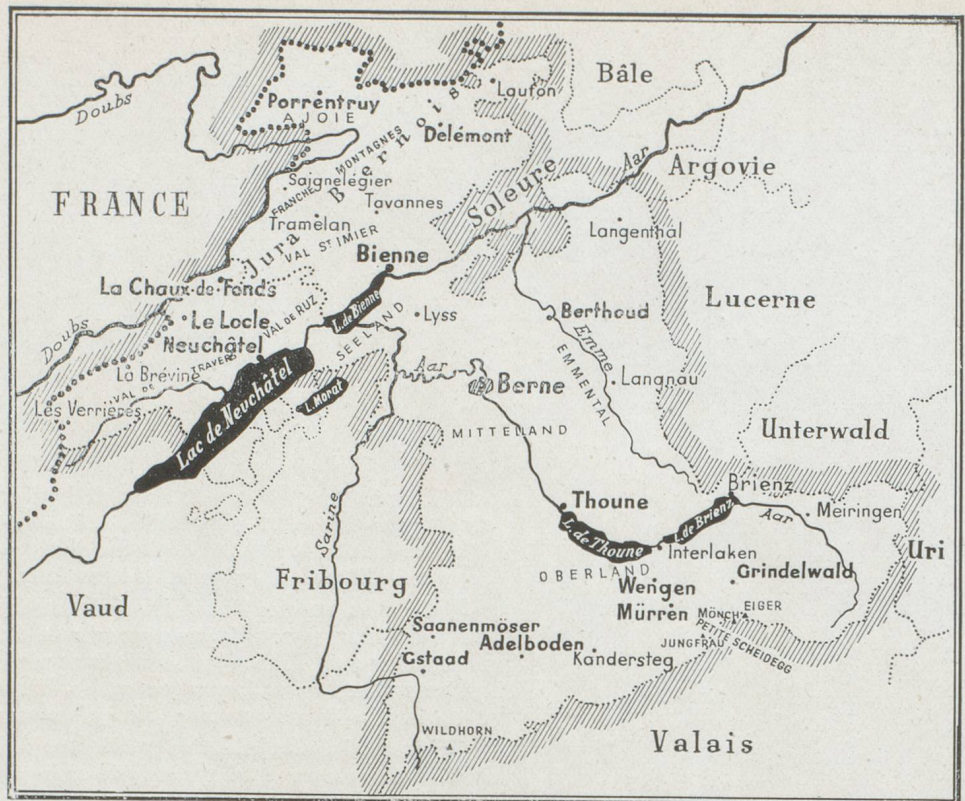 Bâle
Doubs
Laufon
Porrentruy
AJOIE
Delémont
Jura Bernois
FRANCHES MONTAGNES
Aar
Argovie
Soleure
FRANCE
Saignelégier
Tavannes
Tramelan
VAL ST IMIER
Langenthal
Bienne
La Chaux-de-Fonds
L. de Bienne
Lucerne
VAL DE RUZ
Doubs
Le Locle
Lyss
Berthoud
SEELAND
Neuchâtel
Emme
EMMENTAL
La Brévine
VAL DE TRAVERS
Aar
Berne
Langnau
Lac de Neuchâtel
L. Morat
Les Verrières
MITTELLAND
Unterwald
Brienz
Thoune
L. de Brienz
Aar
Meiringen
Sarine
L. de Thoune
Interlaken
Uri
OBERLAND
Grindelwald
Fribourg
Wengen
Vaud
Mürren
MÖNCH
EIGER
PETITE SCHEIDEGG
JUNGFRAU
Saanenmöser
Adelboden
Kandersteg
Gstaad
WILDHORN
Valais